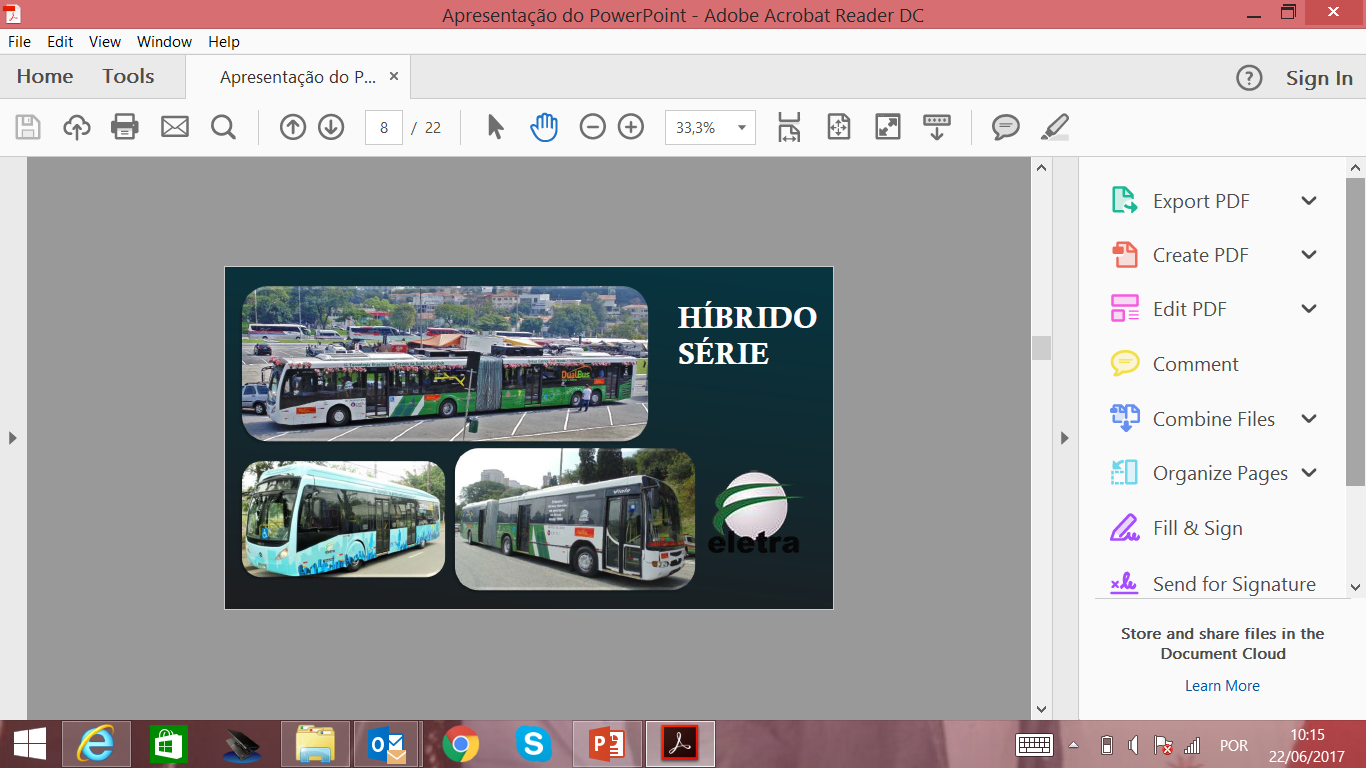 Apresentação do PowerPoint - Adobe Acrobat Reader DC
File Edit View Window Help
Home Tools Apresentação do P... Sign In
8 / 22 33,3%
Export PDF
Create PDF
Edit PDF
Comment
Combine Files
Organize Pages
Fill & Sign
Send for Signature
Store and share files in the
Document Cloud
Learn More
HÍBRIDO
SÉRIE
DualBus
Viale
eletra
POR
10:15
22/06/2017